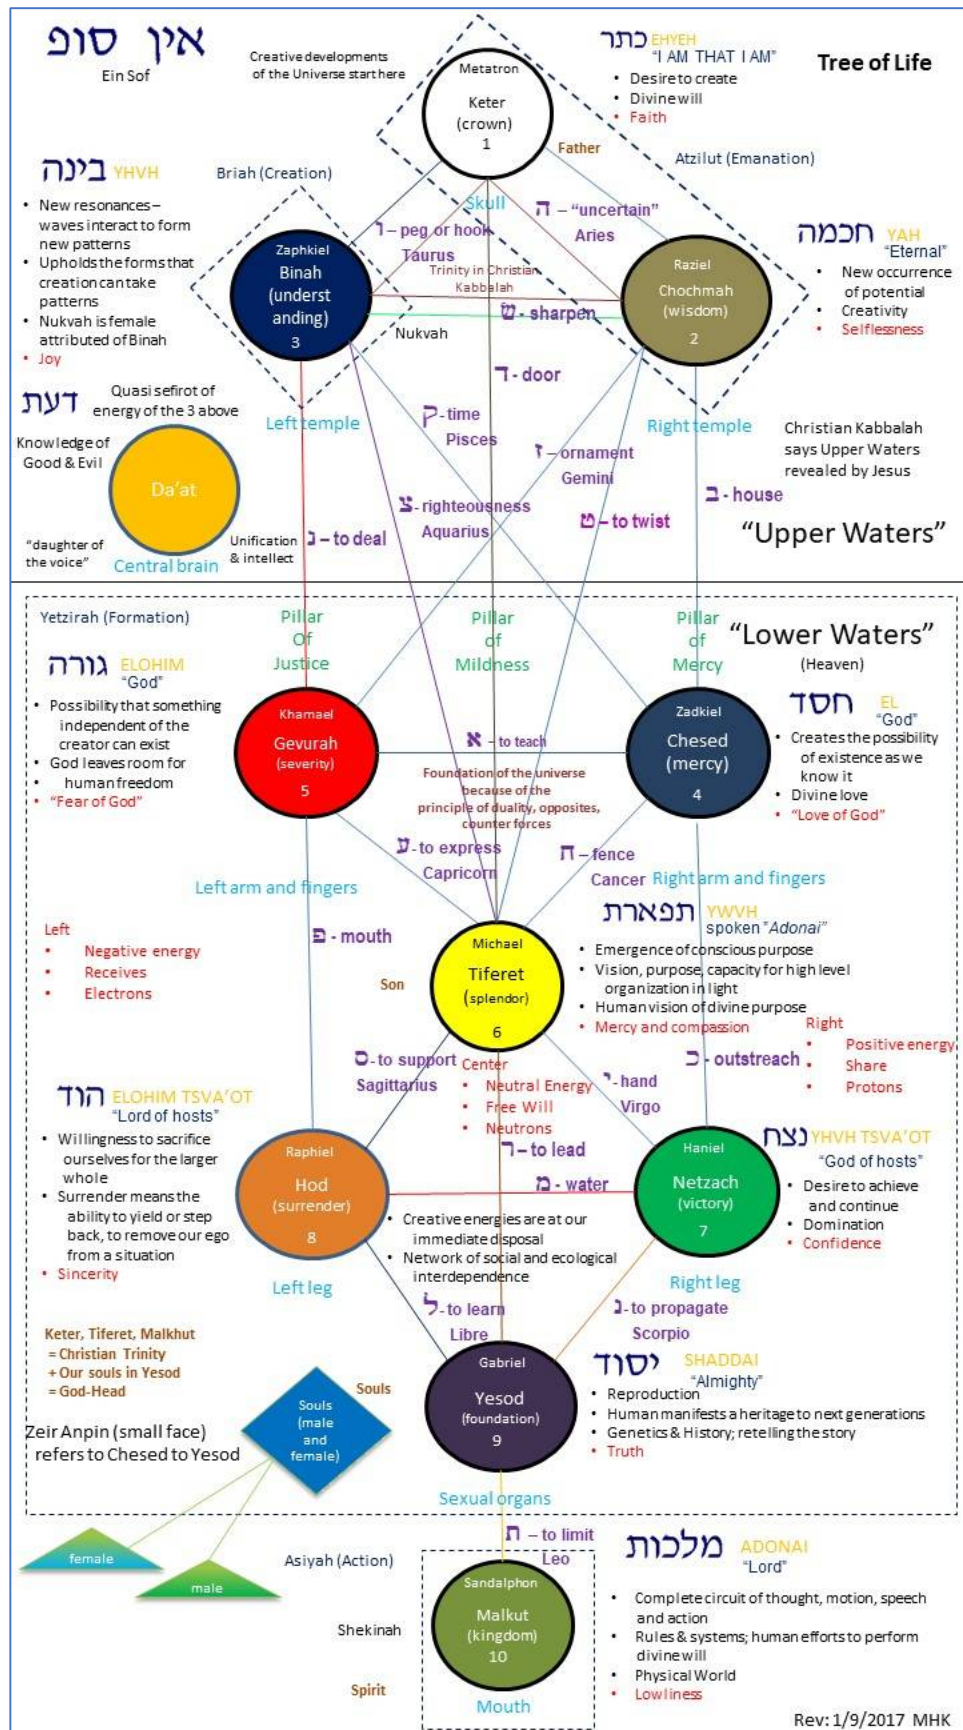 אין סופ
Ein Sof
Creative developments
of the Universe start here
Metatron
Keter
(crown)
1
כתר EHYEH
“I AM THAT I AM”
• Desire to create
• Divine will
• Faith
Tree of Life
Father
Atzilut (Emanation)
בינה YHVH
• New resonances –
waves interact to form
new patterns
• Upholds the forms that
creation can take
patterns
• Nukvah is female
attributed of Binah
• Joy
Briah (Creation)
Skull
ו – peg or hook
Taurus
ה – “uncertain”
Aries
Zaphkiel
Binah
(underst
anding)
3
Trinity in Christian
Kabbalah
Raziel
Chochmah
(wisdom)
2
חכמה YAH
“Eternal”
• New occurrence
of potential
• Creativity
• Selflessness
Nukvah
ש - sharpen
ד - door
דעת
Quasi sefirot of
energy of the 3 above
Left temple
ק - time
Pisces
Right temple
ז – ornament
Gemini
Christian Kabbalah
says Upper Waters
revealed by Jesus
Knowledge of
Good & Evil
Da’at
צ - righteousness
Aquarius
ט – to twist
ב - house
“Upper Waters”
“daughter of
the voice”
Central brain
Unification
& intellect
נ – to deal
Yetzirah (Formation)
Pillar
Of
Justice
Pillar
of
Mildness
Pillar
of
Mercy
“Lower Waters”
(Heaven)
גורה ELOHIM
“God”
• Possibility that something
independent of the
creator can exist
• God leaves room for
• human freedom
• “Fear of God”
Khamael
Gevurah
(severity)
5
א - to teach
Foundation of the universe
because of the
principle of duality, opposites,
counter forces
Zadkiel
Chesed
(mercy)
4
חסד EL
“God”
• Creates the possibility
of existence as we
know it
• Divine love
• “Love of God”
ע - to express
Capricorn
ח – fence
Cancer
Left arm and fingers
Right arm and fingers
פ - mouth
תפארת YWVH
spoken “Adonai”
• Emergence of conscious purpose
• Vision, purpose, capacity for high level
organization in light
• Human vision of divine purpose
• Mercy and compassion
Left
• Negative energy
• Receives
• Electrons
Son
Michael
Tiferet
(splendor)
6
Right
• Positive energy
• Share
• Protons
ס - to support
Sagittarius
Center
• Neutral Energy
• Free Will
• Neutrons
י - hand
Virgo
כ - outstreach
הוד ELOHIM TSVA’OT
“Lord of hosts”
• Willingness to sacrifice
ourselves for the larger
whole
• Surrender means the
ability to yield or step
back, to remove our ego
from a situation
• Sincerity
Raphiel
Hod
(surrender)
8
ר – to lead
מ - water
Haniel
Netzach
(victory)
7
נצח YHVH TSVA’OT
“God of hosts”
• Desire to achieve
and continue
• Domination
• Confidence
• Creative energies are at our
immediate disposal
• Network of social and ecological
interdependence
Left leg
Right leg
ל - to learn
Libre
נ - to propagate
Scorpio
Keter, Tiferet, Malkhut
= Christian Trinity
+ Our souls in Yesod
= God-Head
Souls
Souls
(male
and
female)
Zeir Anpin (small face)
refers to Chesed to Yesod
Gabriel
Yesod
(foundation)
9
יסוד SHADDAI
“Almighty”
• Reproduction
• Human manifests a heritage to next generations
• Genetics & History; retelling the story
• Truth
Sexual organs
female
male
Asiyah (Action)
ת – to limit
Leo
Sandalphon
Malkut
(kingdom)
10
Shekinah
Spirit
Mouth
מלכות ADONAI
“Lord”
• Complete circuit of thought, motion, speech
and action
• Rules & systems; human efforts to perform
divine will
• Physical World
• Lowliness
Rev: 1/9/2017 MHK